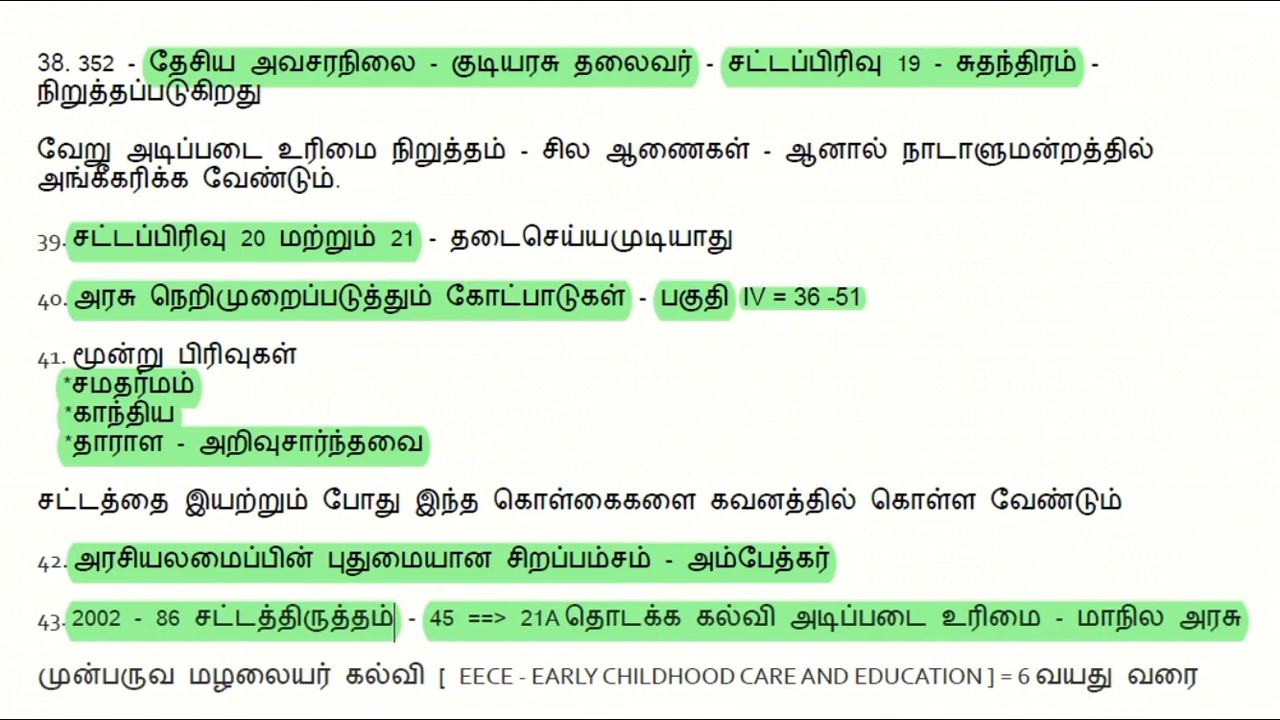 38. 352 - தேசிய அவசரநிலை - குடியரசு தலைவர் - சட்டப்பிரிவு 19 - சுதந்திரம் -
நிறுத்தப்படுகிறது
வேறு அடிப்படை உரிமை நிறுத்தம் - சில ஆணைகள் - ஆனால் நாடாளுமன்றத்தில்
அங்கீகரிக்க வேண்டும்.
39. சட்டப்பிரிவு 20 மற்றும் 21 - தடைசெய்யமுடியாது
40. அரசு நெறிமுறைப்படுத்தும் கோட்பாடுகள் - பகுதி IV = 36 -51
41. மூன்று பிரிவுகள்
*சமதர்மம்
*காந்திய
*தாராள - அறிவுசார்ந்தவை
சட்டத்தை இயற்றும் போது இந்த கொள்கைகளை கவனத்தில் கொள்ள வேண்டும்
42. அரசியலமைப்பின் புதுமையான சிறப்பம்சம் - அம்பேத்கர்
43. 2002 - 86 சட்டத்திருத்தம் - 45 ==> 21A தொடக்க கல்வி அடிப்படை உரிமை - மாநில அரசு
முன்பருவ மழலையர் கல்வி [ EECE - EARLY CHILDHOOD CARE AND EDUCATION ] = 6 வயது வரை